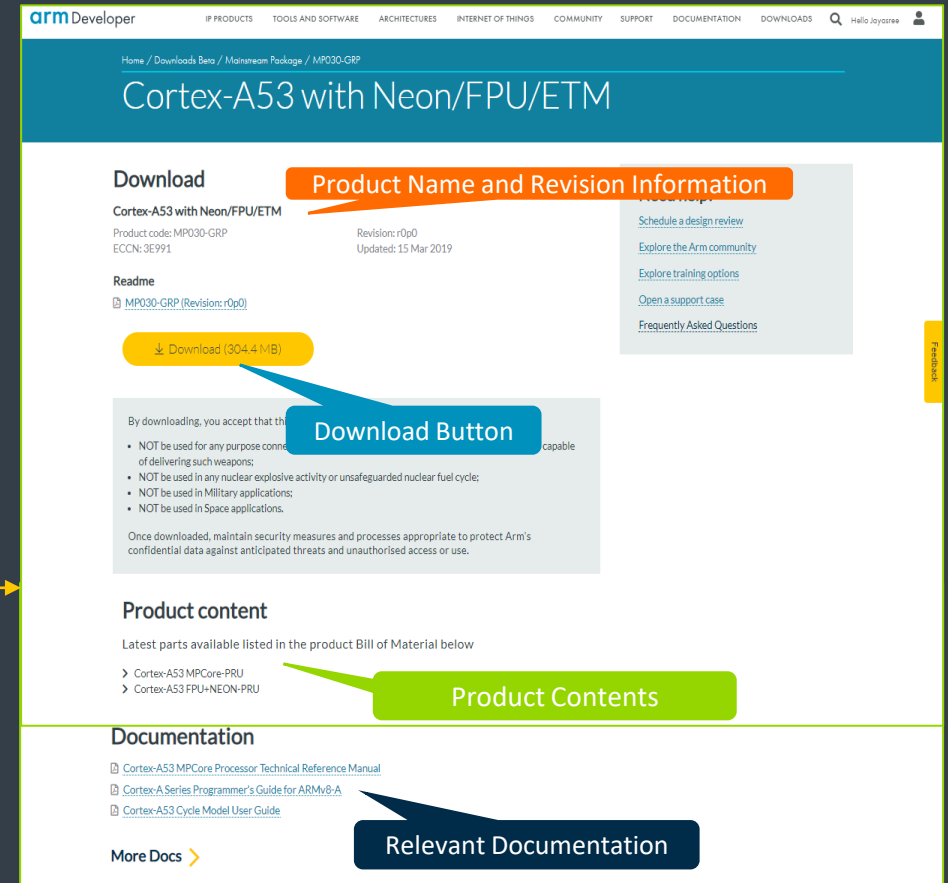 arm Developer
IP PRODUCTS TOOLS AND SOFTWARE ARCHITECTURES INTERNET OF THINGS COMMUNITY SUPPORT DOCUMENTATION DOWNLOADS Hello Jayasree
Home / Downloads Beta / Mainstream Package / MP030-GRP
Cortex-A53 with Neon/FPU/ETM
Download
Product Name and Revision Information
Cortex-A53 with Neon/FPU/ETM
Product code: MP030-GRP Revision: r0p0
ECCN: 3E991 Updated: 15 Mar 2019
Readme
MP030-GRP (Revision: r0p0)
Download (304.4 MB)
Download Button
Need help?
Schedule a design review
Explore the Arm community
Explore training options
Open a support case
Frequently Asked Questions
Feedback
By downloading, you accept that
NOT be used for any purpose capable
of delivering such weapons;
NOT be used in any nuclear explosive activity or unsafeguarded nuclear fuel cycle;
NOT be used in Military applications;
NOT be used in Space applications.
Once downloaded, maintain security measures and processes appropriate to protect Arm's
confidential data against anticipated threats and unauthorised access or use.
Product content
Latest parts available listed in the product Bill of Material below
Cortex-A53 MPCore-PRU
Cortex-A53 FPU+NEON-PRU
Product Contents
Documentation
Cortex-A53 MPCore Processor Technical Reference Manual
Cortex-A Series Programmer's Guide for ARMv8-A
Cortex-A53 Cycle Model User Guide
Relevant Documentation
More Docs